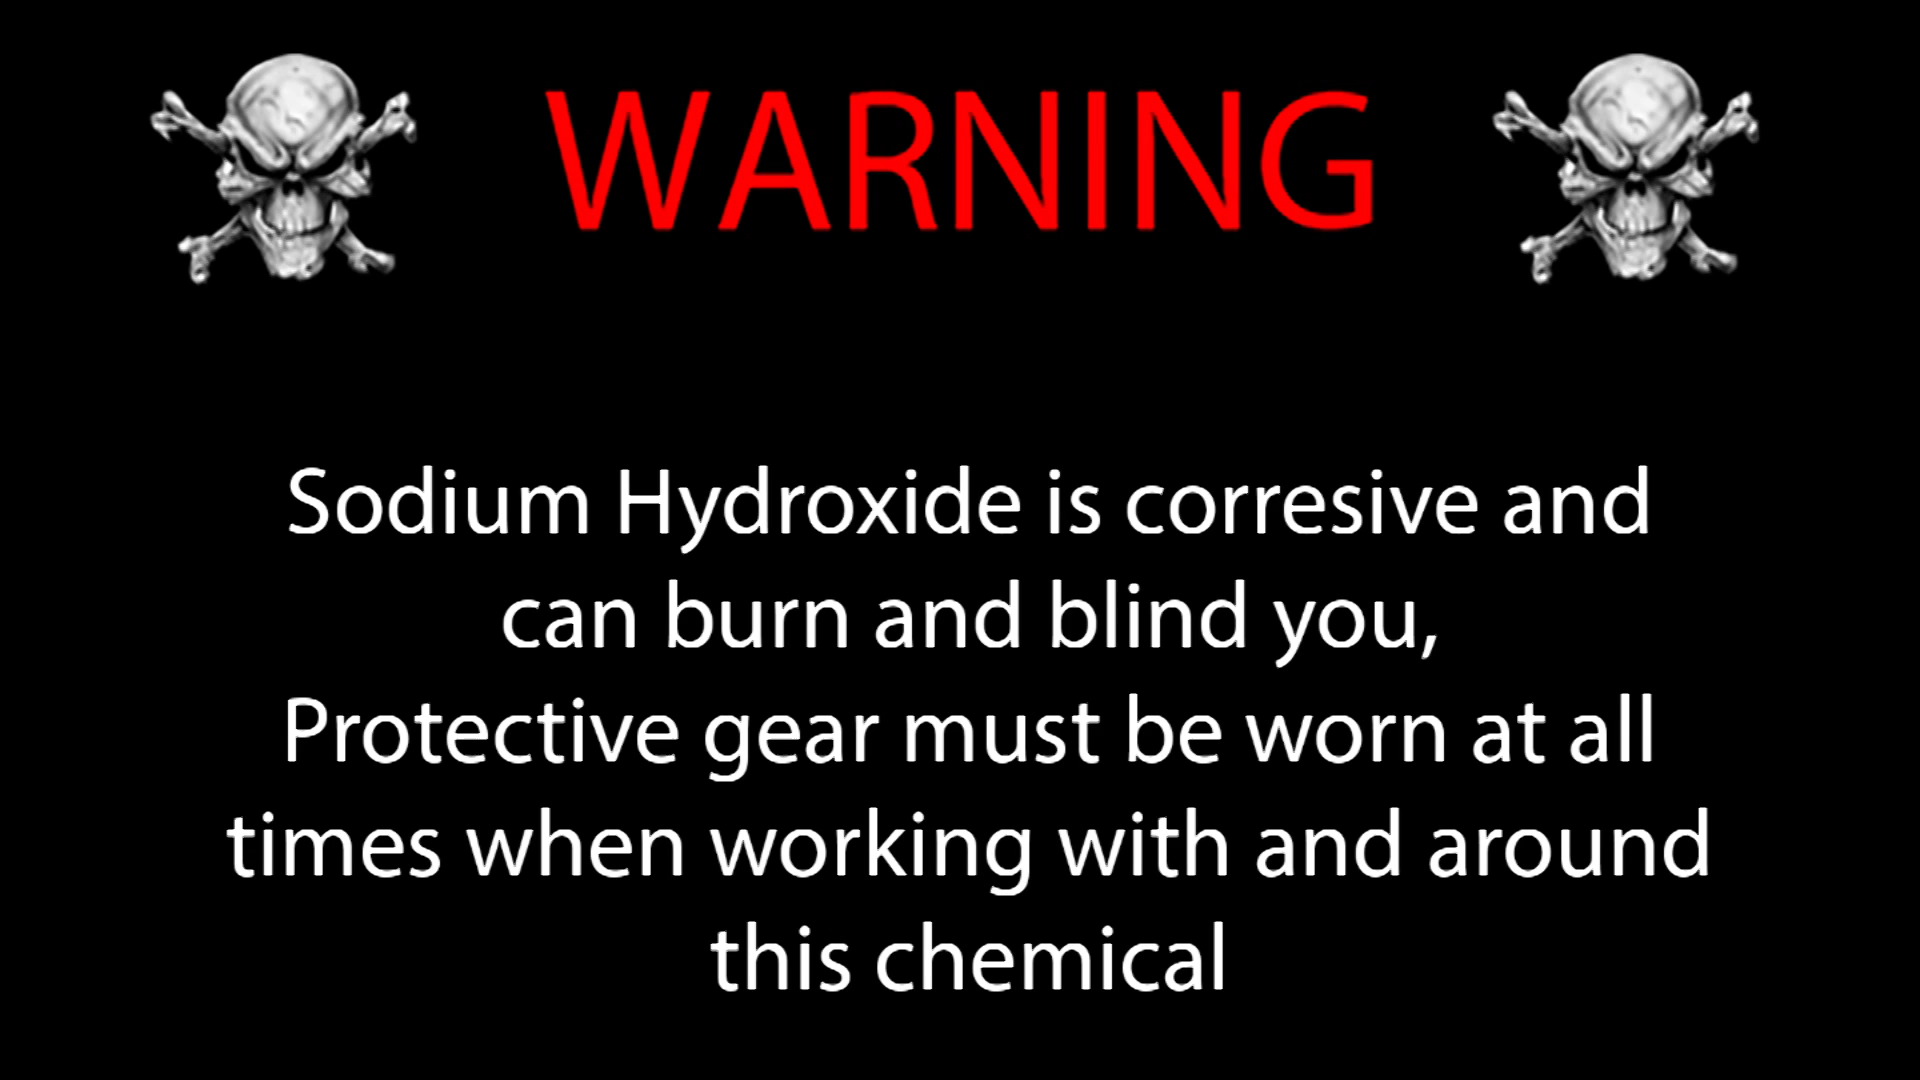 WARNING
Sodium Hydroxide is corresive and
can burn and blind you,
Protective gear must be worn at all
times when working with and around
this chemical